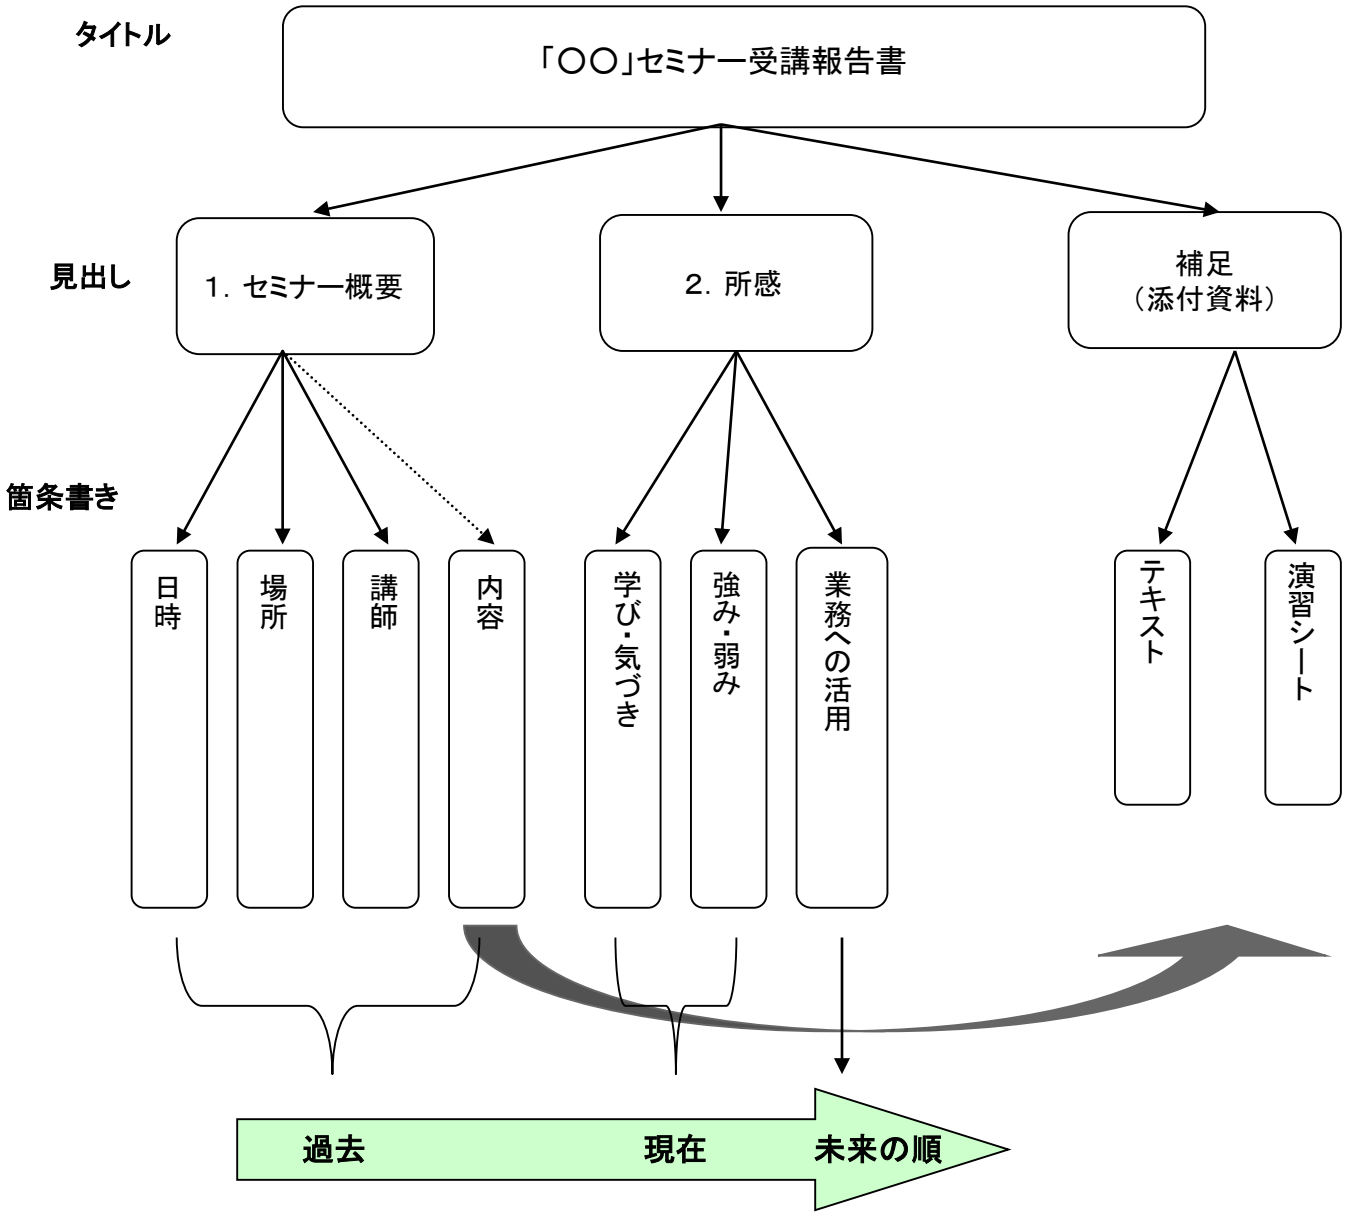 タイトル
「〇〇」セミナー受講報告書
見出し
１．セミナー概要
２．所感
補足
（添付資料）
箇条書き
日時
場所
講師
内容
学び・気づき
強み・弱み
業務への活用
テキスト
演習シート
過去
現在
未来の順